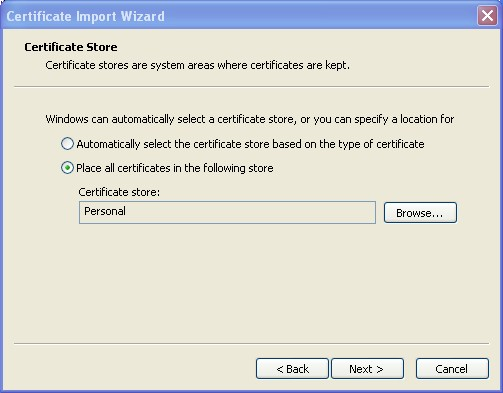 Certificate Import Wizard
Certificate Store
Certificate stores are system areas where certificates are kept.
Windows can automatically select a certificate store, or you can specify a location for
Automatically select the certificate store based on the type of certificate
Place all certificates in the following store
Certificate store:
Personal
Browse...
< Back
Next >
Cancel